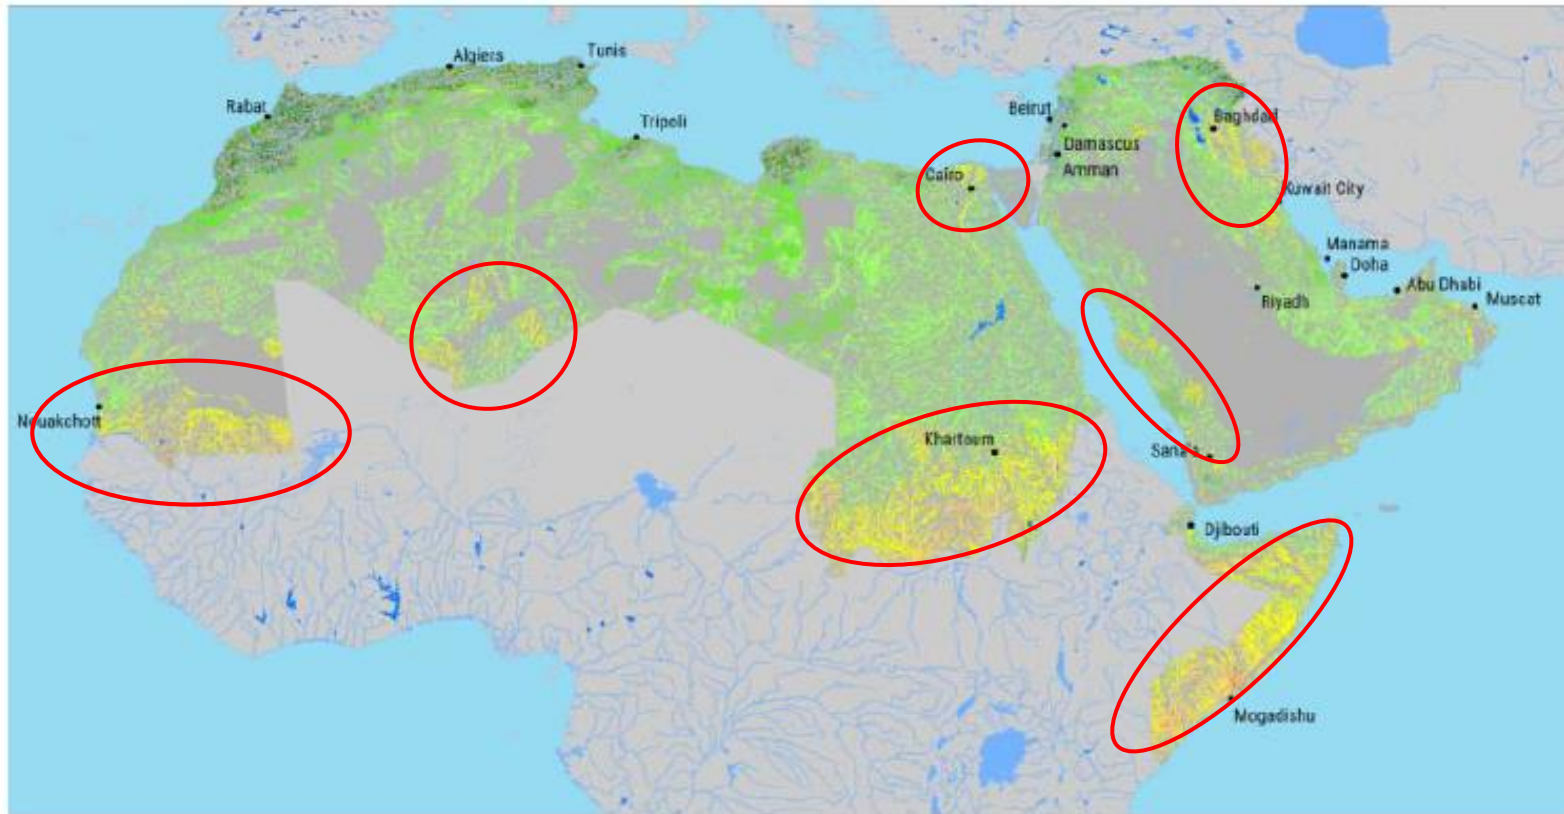 Algiers
Tunis
Rabat
Tripoli
Beirut
Damascus
Amman
Baghdad
Cairo
Kuwait City
Manama
Doha
Abu Dhabi
Muscat
Riyadh
Nouakchott
Khartoum
Sana'a
Djibouti
Mogadishu